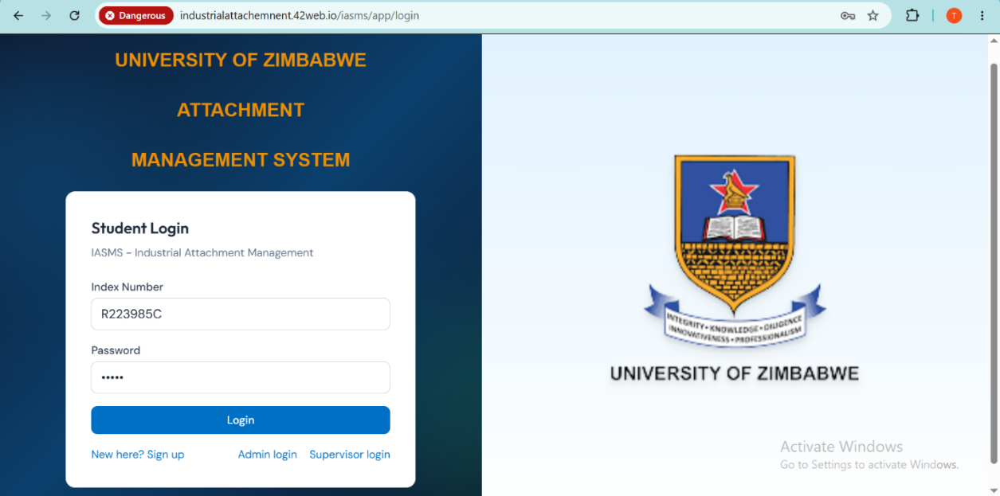 Dangerous
industrialattachemnent.42web.io/iasms/app/login
T
UNIVERSITY OF ZIMBABWE
ATTACHMENT
MANAGEMENT SYSTEM
Student Login
IASMS - Industrial Attachment Management
Index Number
R223985C
Password
•••••
Login
New here? Sign up
Admin login
Supervisor login
INTEGRITY • KNOWLEDGE • DILIGENCE
INNOVATIVENESS • PROFESSIONALISM
UNIVERSITY OF ZIMBABWE
Activate Windows
Go to Settings to activate Windows.